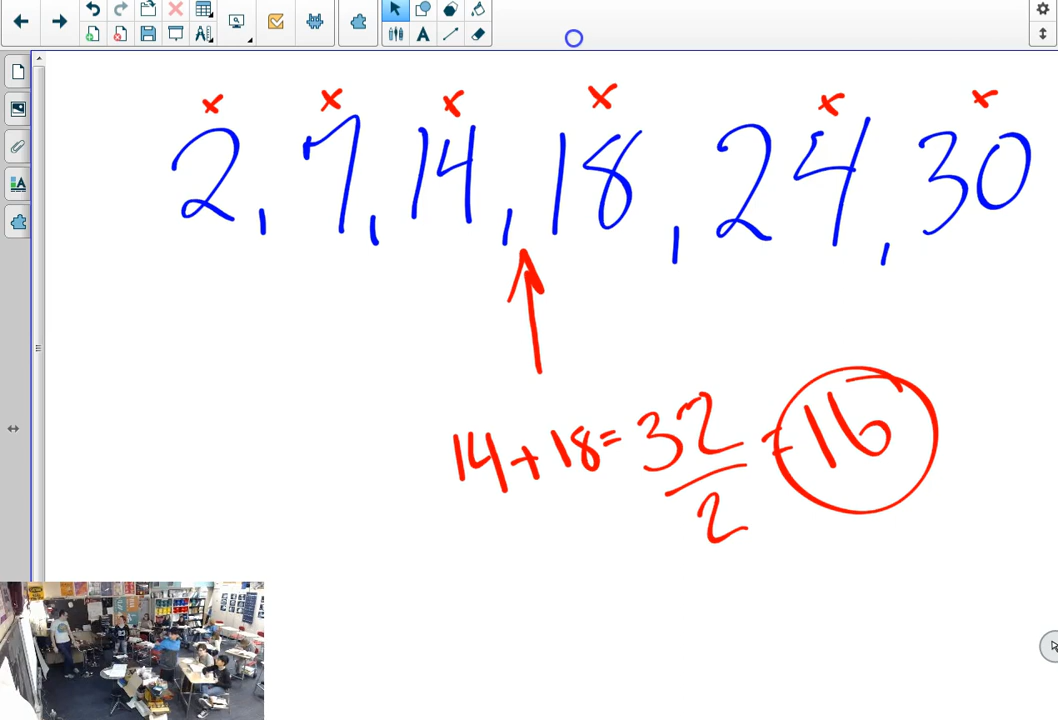 x x x x x x
2, 7, 14, 18, 24, 30
14 + 18 = 32/2 = 16